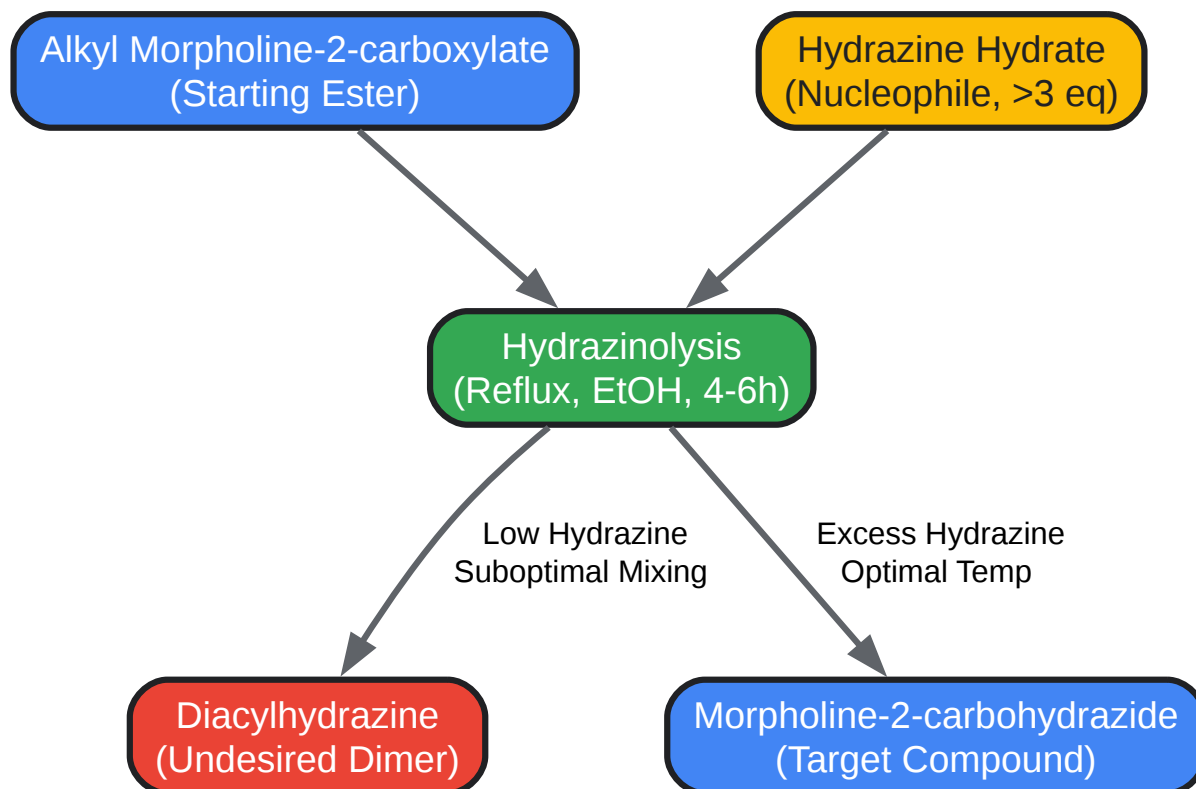 Alkyl Morpholine-2-carboxylate
(Starting Ester)
Hydrazine Hydrate
(Nucleophile, >3 eq)
Hydrazinolysis
(Reflux, EtOH, 4-6h)
Low Hydrazine
Suboptimal Mixing
Excess Hydrazine
Optimal Temp
Diacylhydrazine
(Undesired Dimer)
Morpholine-2-carbohydrazide
(Target Compound)